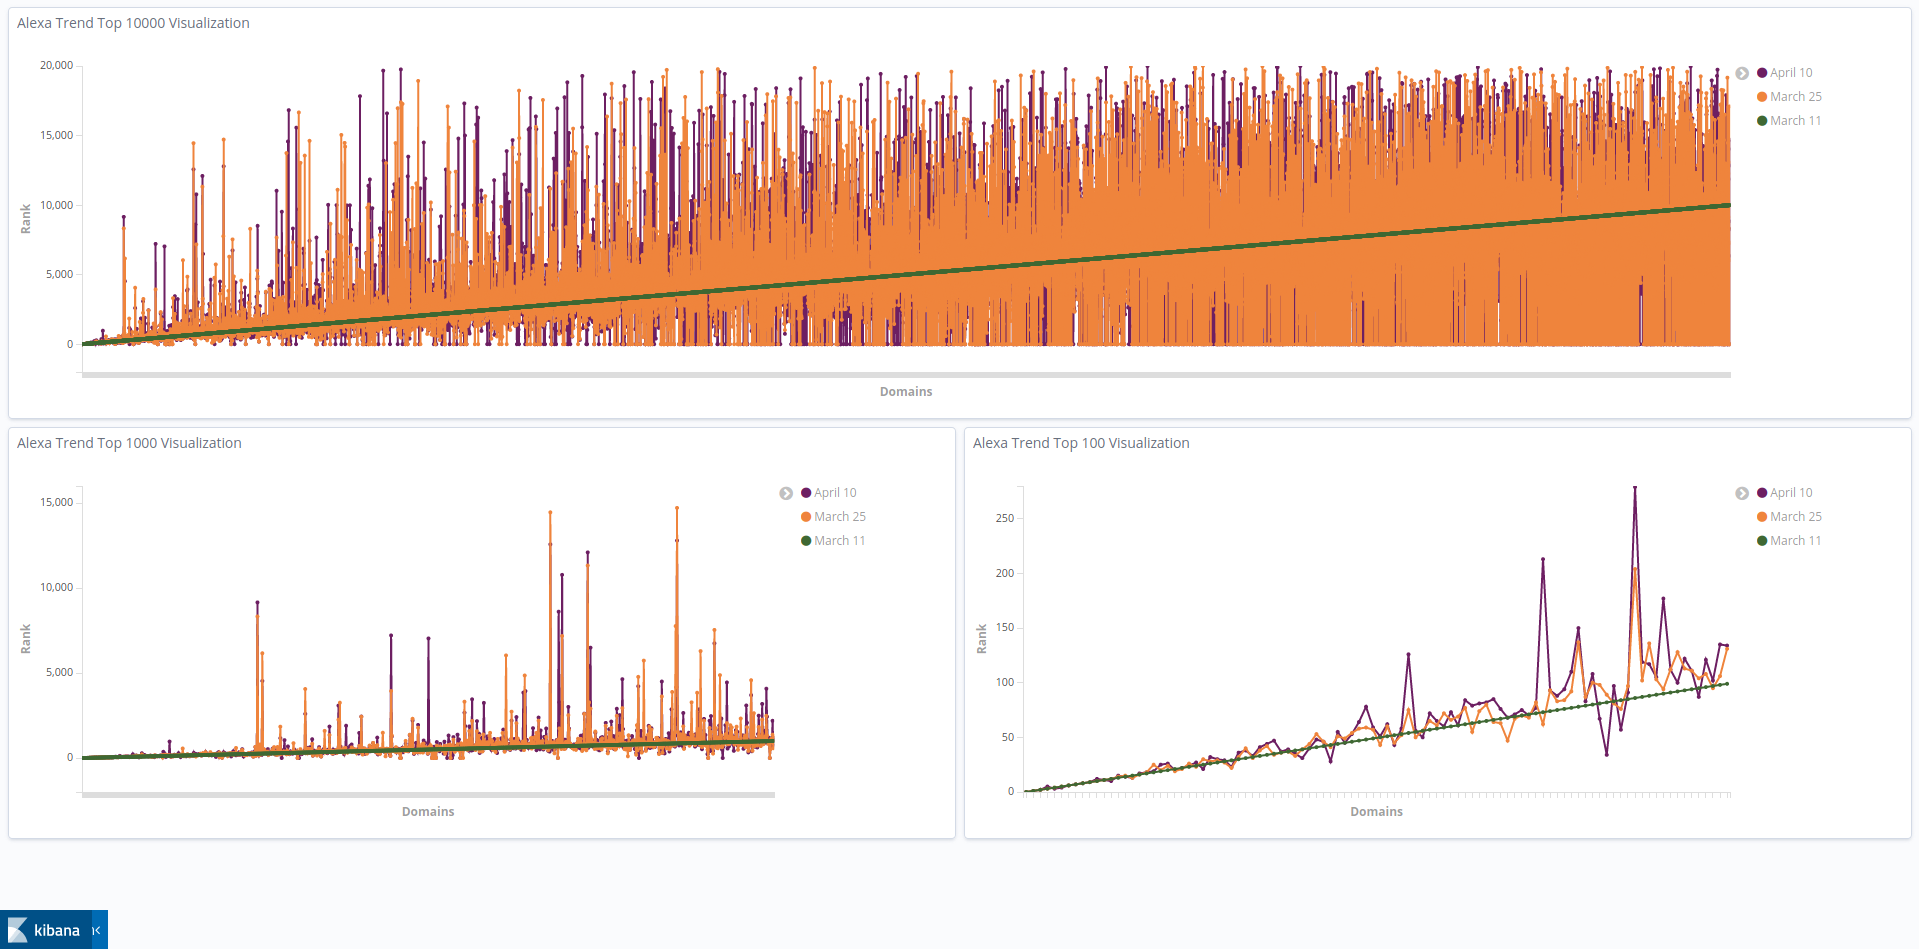 Alexa Trend Top 10000 Visualization
20,000
15,000
10,000
5,000
0
Rank
Domains
April 10
March 25
March 11
Alexa Trend Top 1000 Visualization
15,000
10,000
5,000
0
Rank
Domains
April 10
March 25
March 11
Alexa Trend Top 100 Visualization
250
200
150
100
50
0
Rank
Domains
April 10
March 25
March 11
kibana